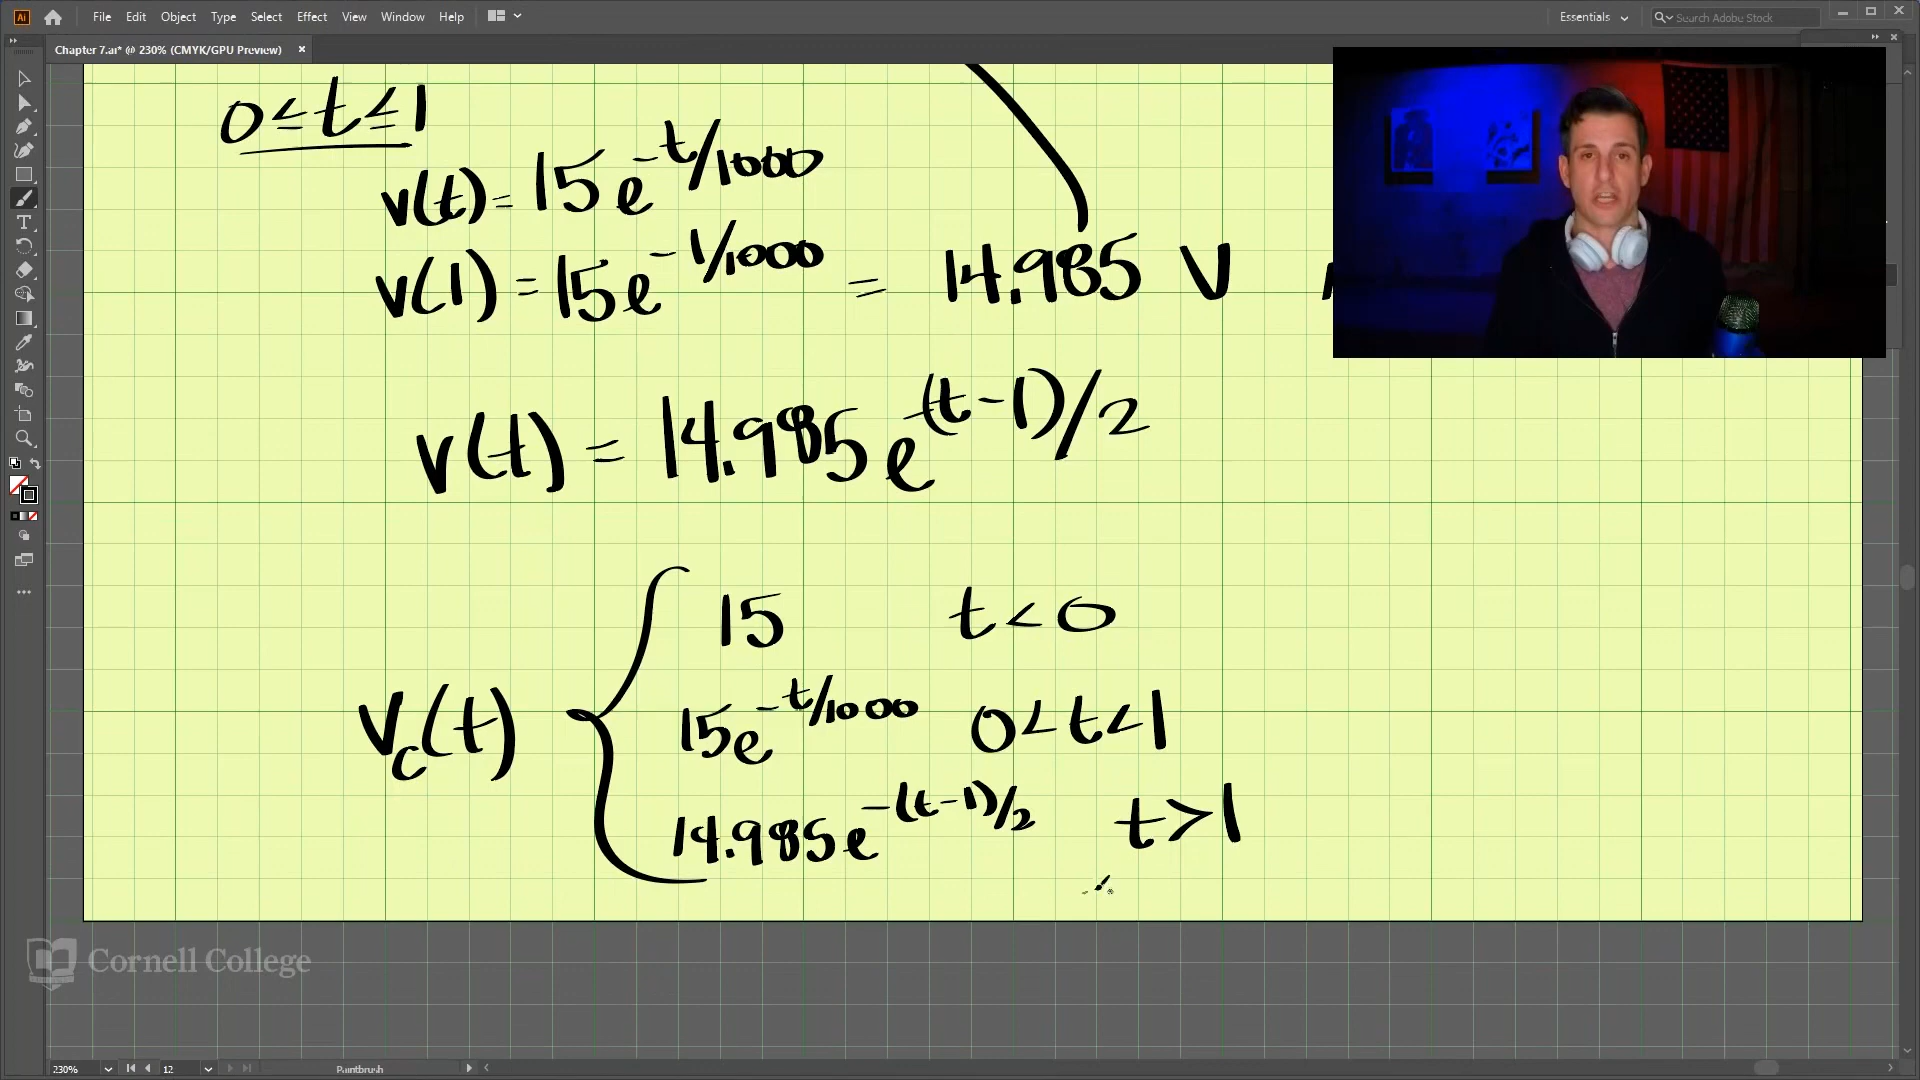 Ai File Edit Object Type Select Effect View Window Help Essentials Search Adobe Stock
Chapter 7.ai* @ 230% (CMYK/GPU Preview) ×
0≤t≤1
v(t)= 15e^-t/1000
v(1)=15e^-1/1000 = 14.985 V
v(t) = 14.985 e^-(t-1)/2
15 t<0
Vc(t) 15e^-t/1000 0<t<1
14.985e^-(t-1)/2 t>1
Cornell College
230% 12 Paintbrush